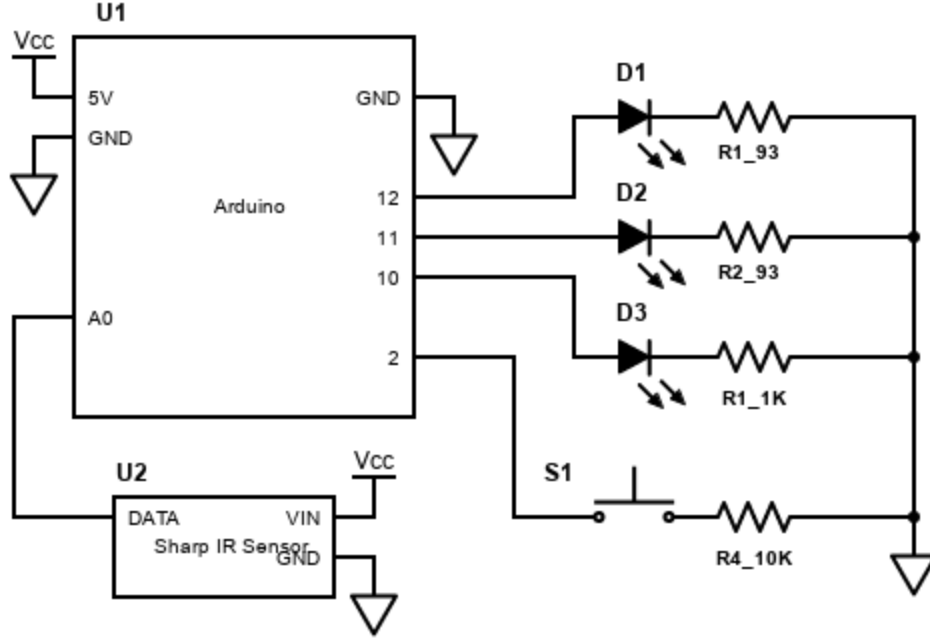 U1
Vcc
5V
GND
GND
Arduino
12
11
10
A0
2
D1
R1_93
D2
R2_93
D3
R1_1K
S1
R4_10K
U2
Vcc
DATA
VIN
Sharp IR Sensor
GND